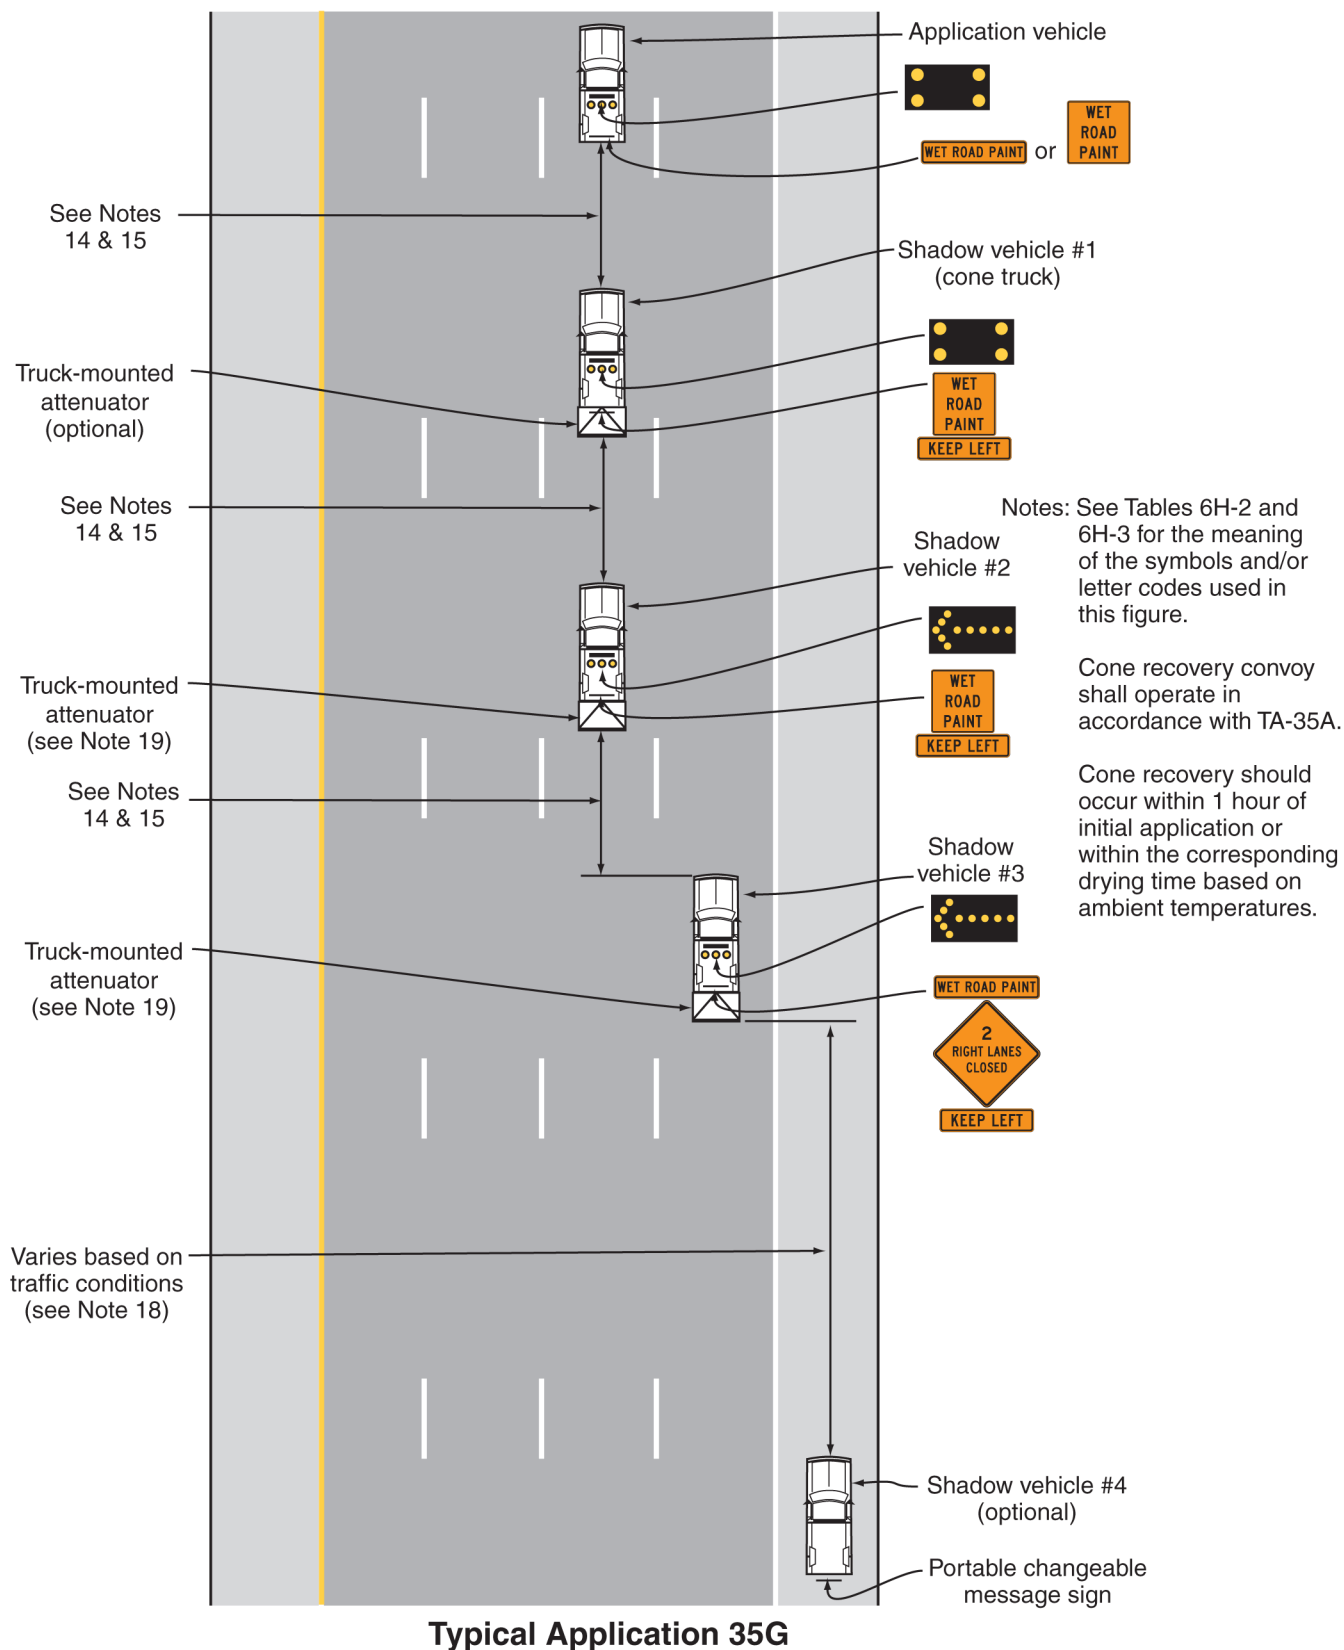 Application vehicle
WET
ROAD
PAINT
WET ROAD PAINT or
See Notes
14 & 15
Shadow vehicle #1
(cone truck)
Truck-mounted
attenuator
(optional)
WET
ROAD
PAINT
KEEP LEFT
See Notes
14 & 15
Notes: See Tables 6H-2 and
6H-3 for the meaning
of the symbols and/or
letter codes used in
this figure.
Cone recovery convoy
shall operate in
accordance with TA-35A.
Cone recovery should
occur within 1 hour of
initial application or
within the corresponding
drying time based on
ambient temperatures.
Shadow
vehicle #2
Truck-mounted
attenuator
(see Note 19)
WET
ROAD
PAINT
KEEP LEFT
See Notes
14 & 15
Shadow
vehicle #3
Truck-mounted
attenuator
(see Note 19)
WET ROAD PAINT
2
RIGHT LANES
CLOSED
KEEP LEFT
Varies based on
traffic conditions
(see Note 18)
Shadow vehicle #4
(optional)
Portable changeable
message sign
Typical Application 35G